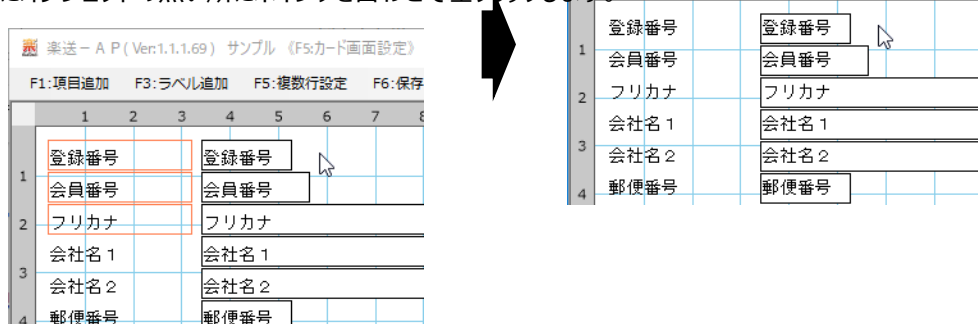 楽送－ＡＰ( Ver:1.1.1.69 ) サンプル 《F5:カード画面設定》
F1:項目追加 F3:ラベル追加 F5:複数行設定 F6:保存
1 2 3 4 5 6 7 8
登録番号 登録番号
1
会員番号 会員番号
2 フリカナ フリカナ
会社名１ 会社名１
3
会社名２ 会社名２
4 郵便番号 郵便番号
登録番号 登録番号
1
会員番号 会員番号
2 フリカナ フリカナ
会社名１ 会社名１
3
会社名２ 会社名２
4 郵便番号 郵便番号